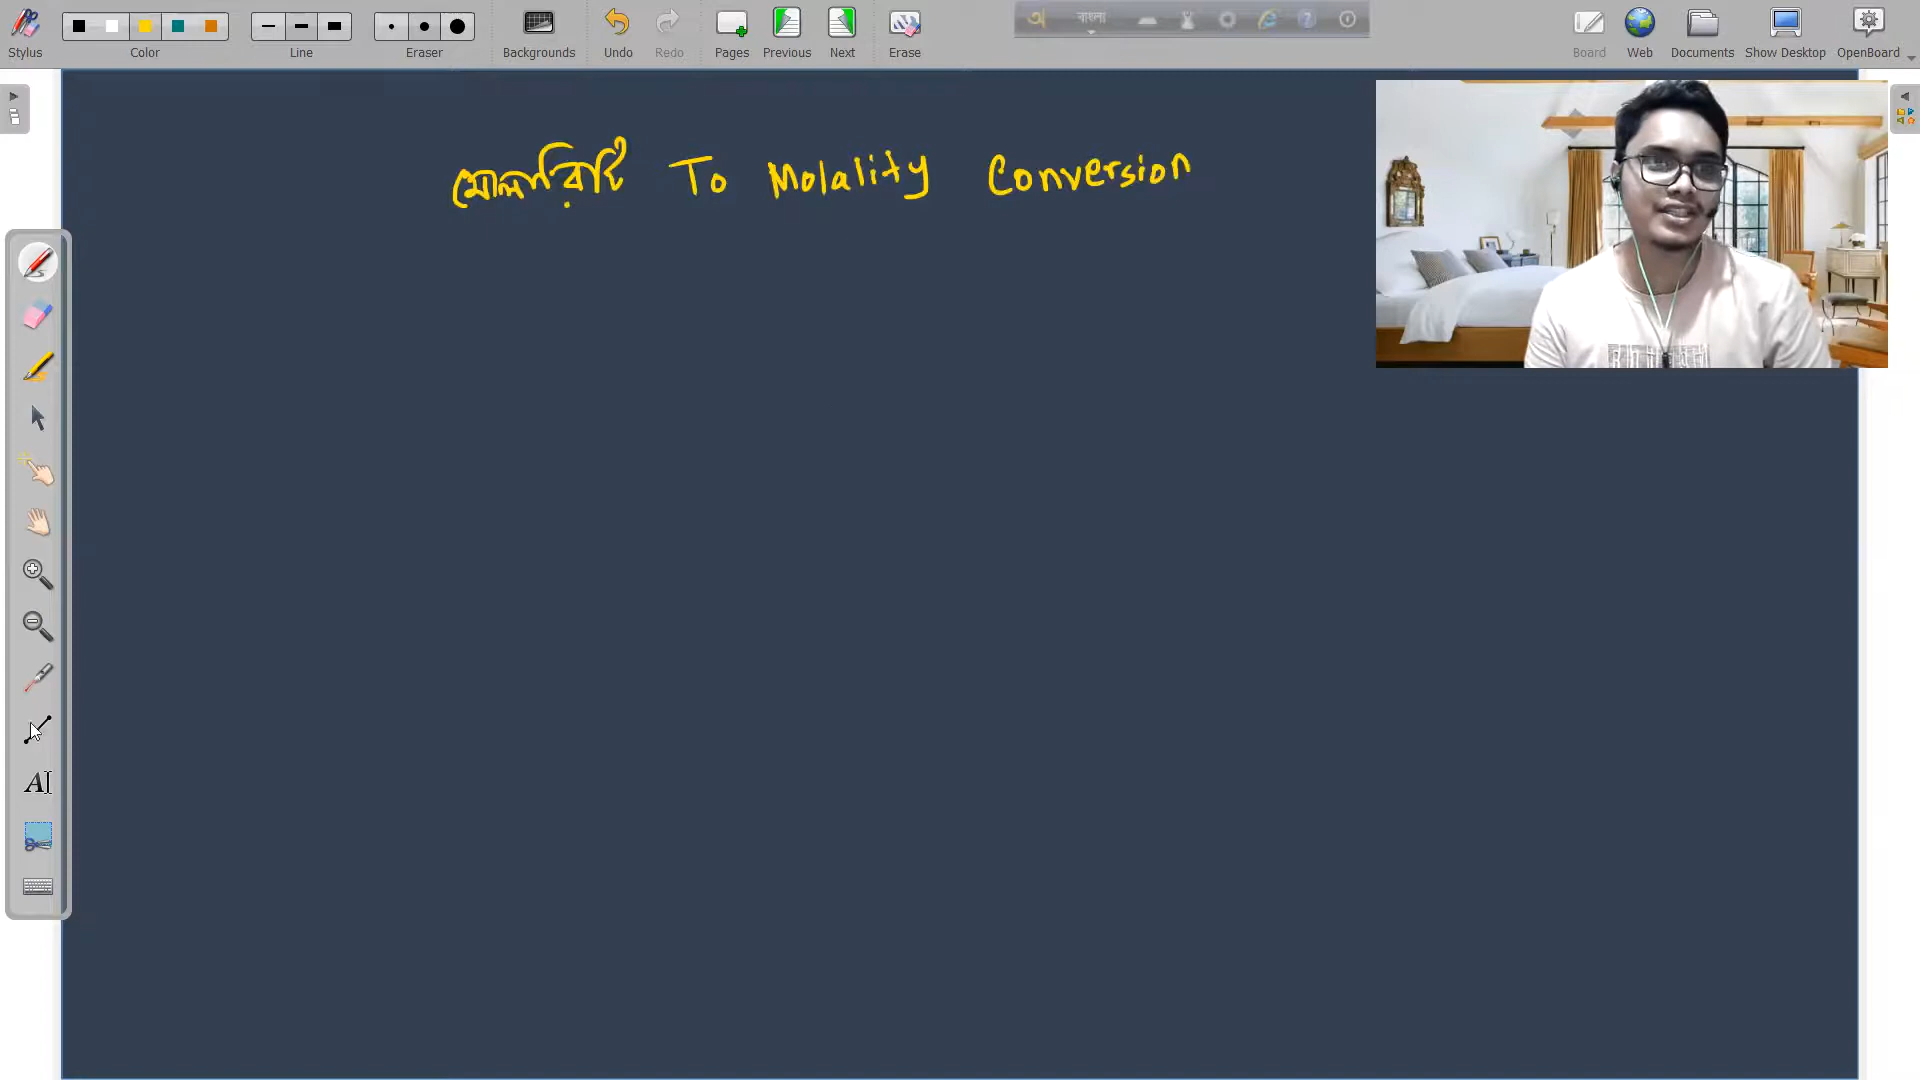 Stylus Color Line Eraser Backgrounds Undo Redo Pages Previous Next Erase বাংলা Board Web Documents Show Desktop OpenBoard
To Molality Conversion